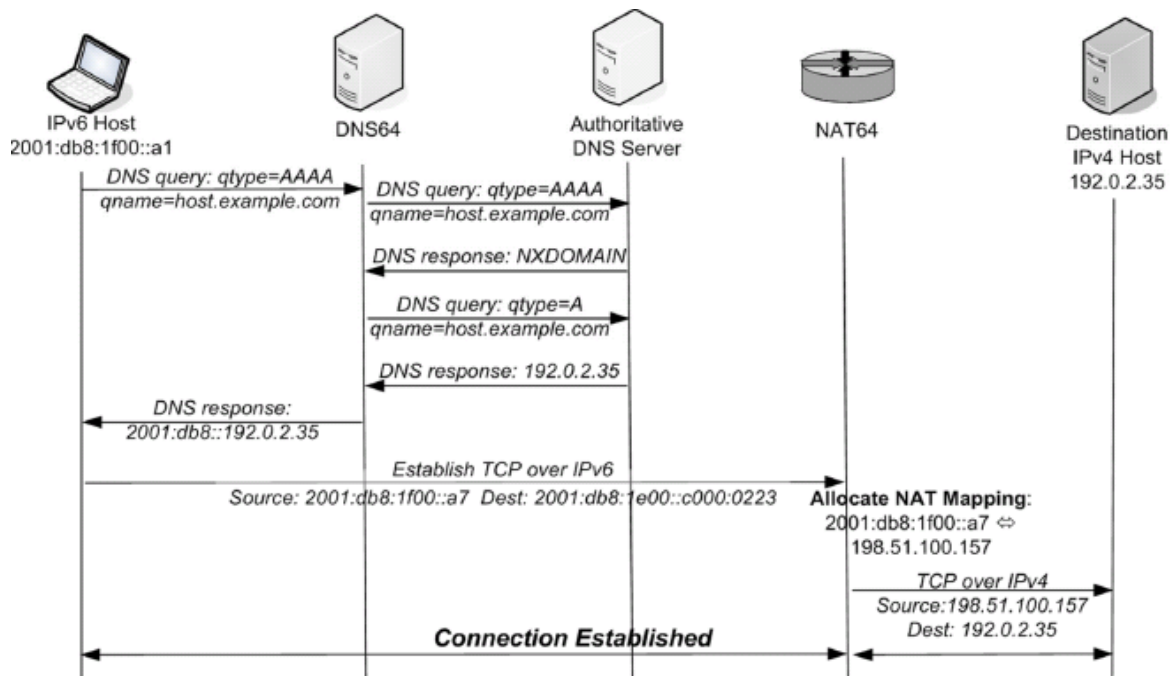 IPv6 Host
2001:db8:1f00::a1
DNS64
Authoritative
DNS Server
NAT64
Destination
IPv4 Host
192.0.2.35
DNS query: qtype=AAAA
qname=host.example.com
DNS query: qtype=AAAA
qname=host.example.com
DNS response: NXDOMAIN
DNS query: qtype=A
qname=host.example.com
DNS response: 192.0.2.35
DNS response:
2001:db8::192.0.2.35
Establish TCP over IPv6
Source: 2001:db8:1f00::a7 Dest: 2001:db8:1e00::c000:0223
Allocate NAT Mapping:
2001:db8:1f00::a7 ⇔
198.51.100.157
TCP over IPv4
Source:198.51.100.157
Dest: 192.0.2.35
Connection Established